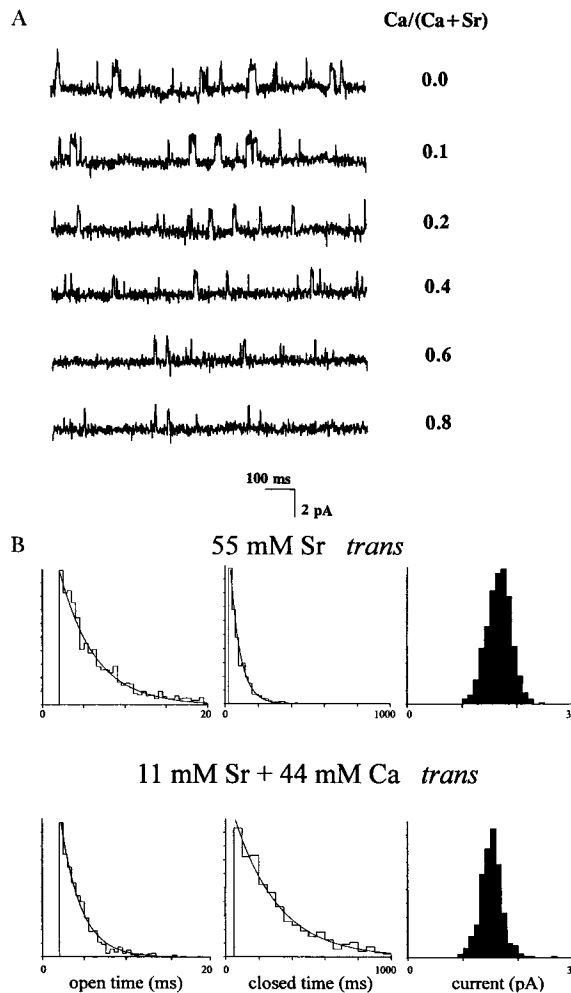 A
Ca/(Ca+Sr)
0.0
0.1
0.2
0.4
0.6
0.8
100 ms
2 pA
B
55 mM Sr trans
0 20
0 1000
0 3
11 mM Sr + 44 mM Ca trans
0 20
0 1000
0 3
open time (ms)
closed time (ms)
current (pA)